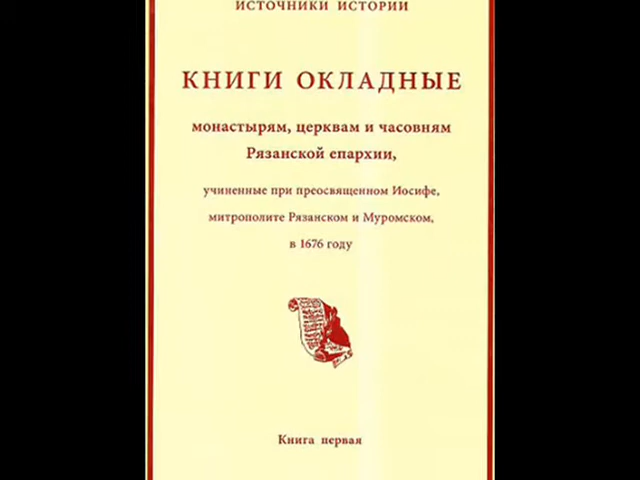 ИСТОЧНИКИ ИСТОРИИ
КНИГИ ОКЛАДНЫЕ
монастырям, церквам и часовням
Рязанской епархии,
учиненные при преосвященном Иосифе,
митрополите Рязанском и Муромском,
в 1676 году
Книга первая